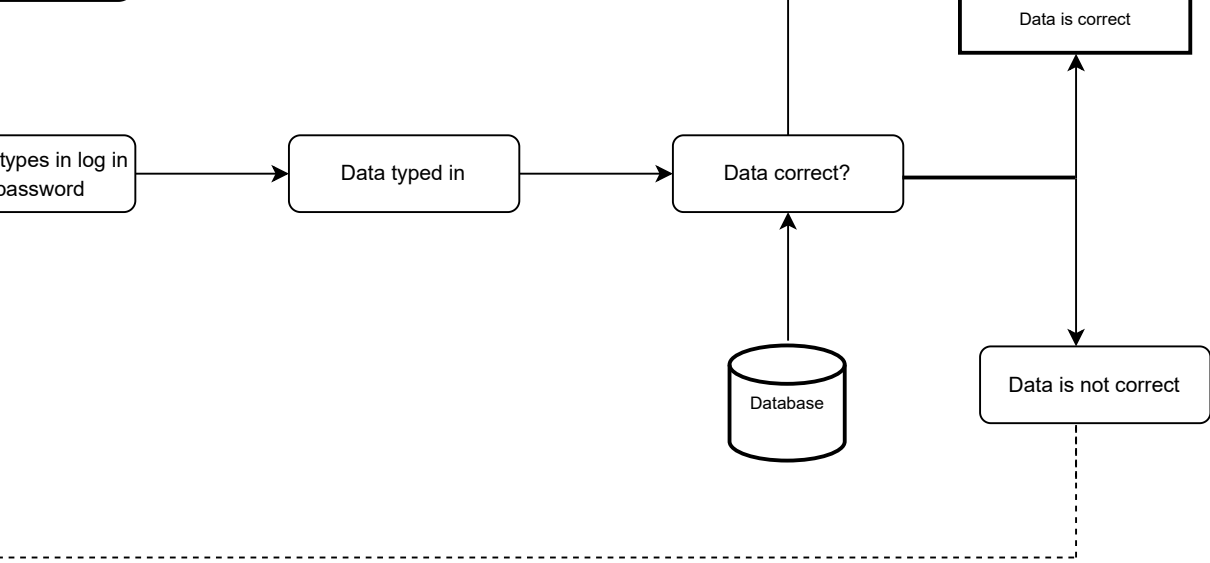 Data is correct
types in log in
password
Data typed in
Data correct?
Database
Data is not correct